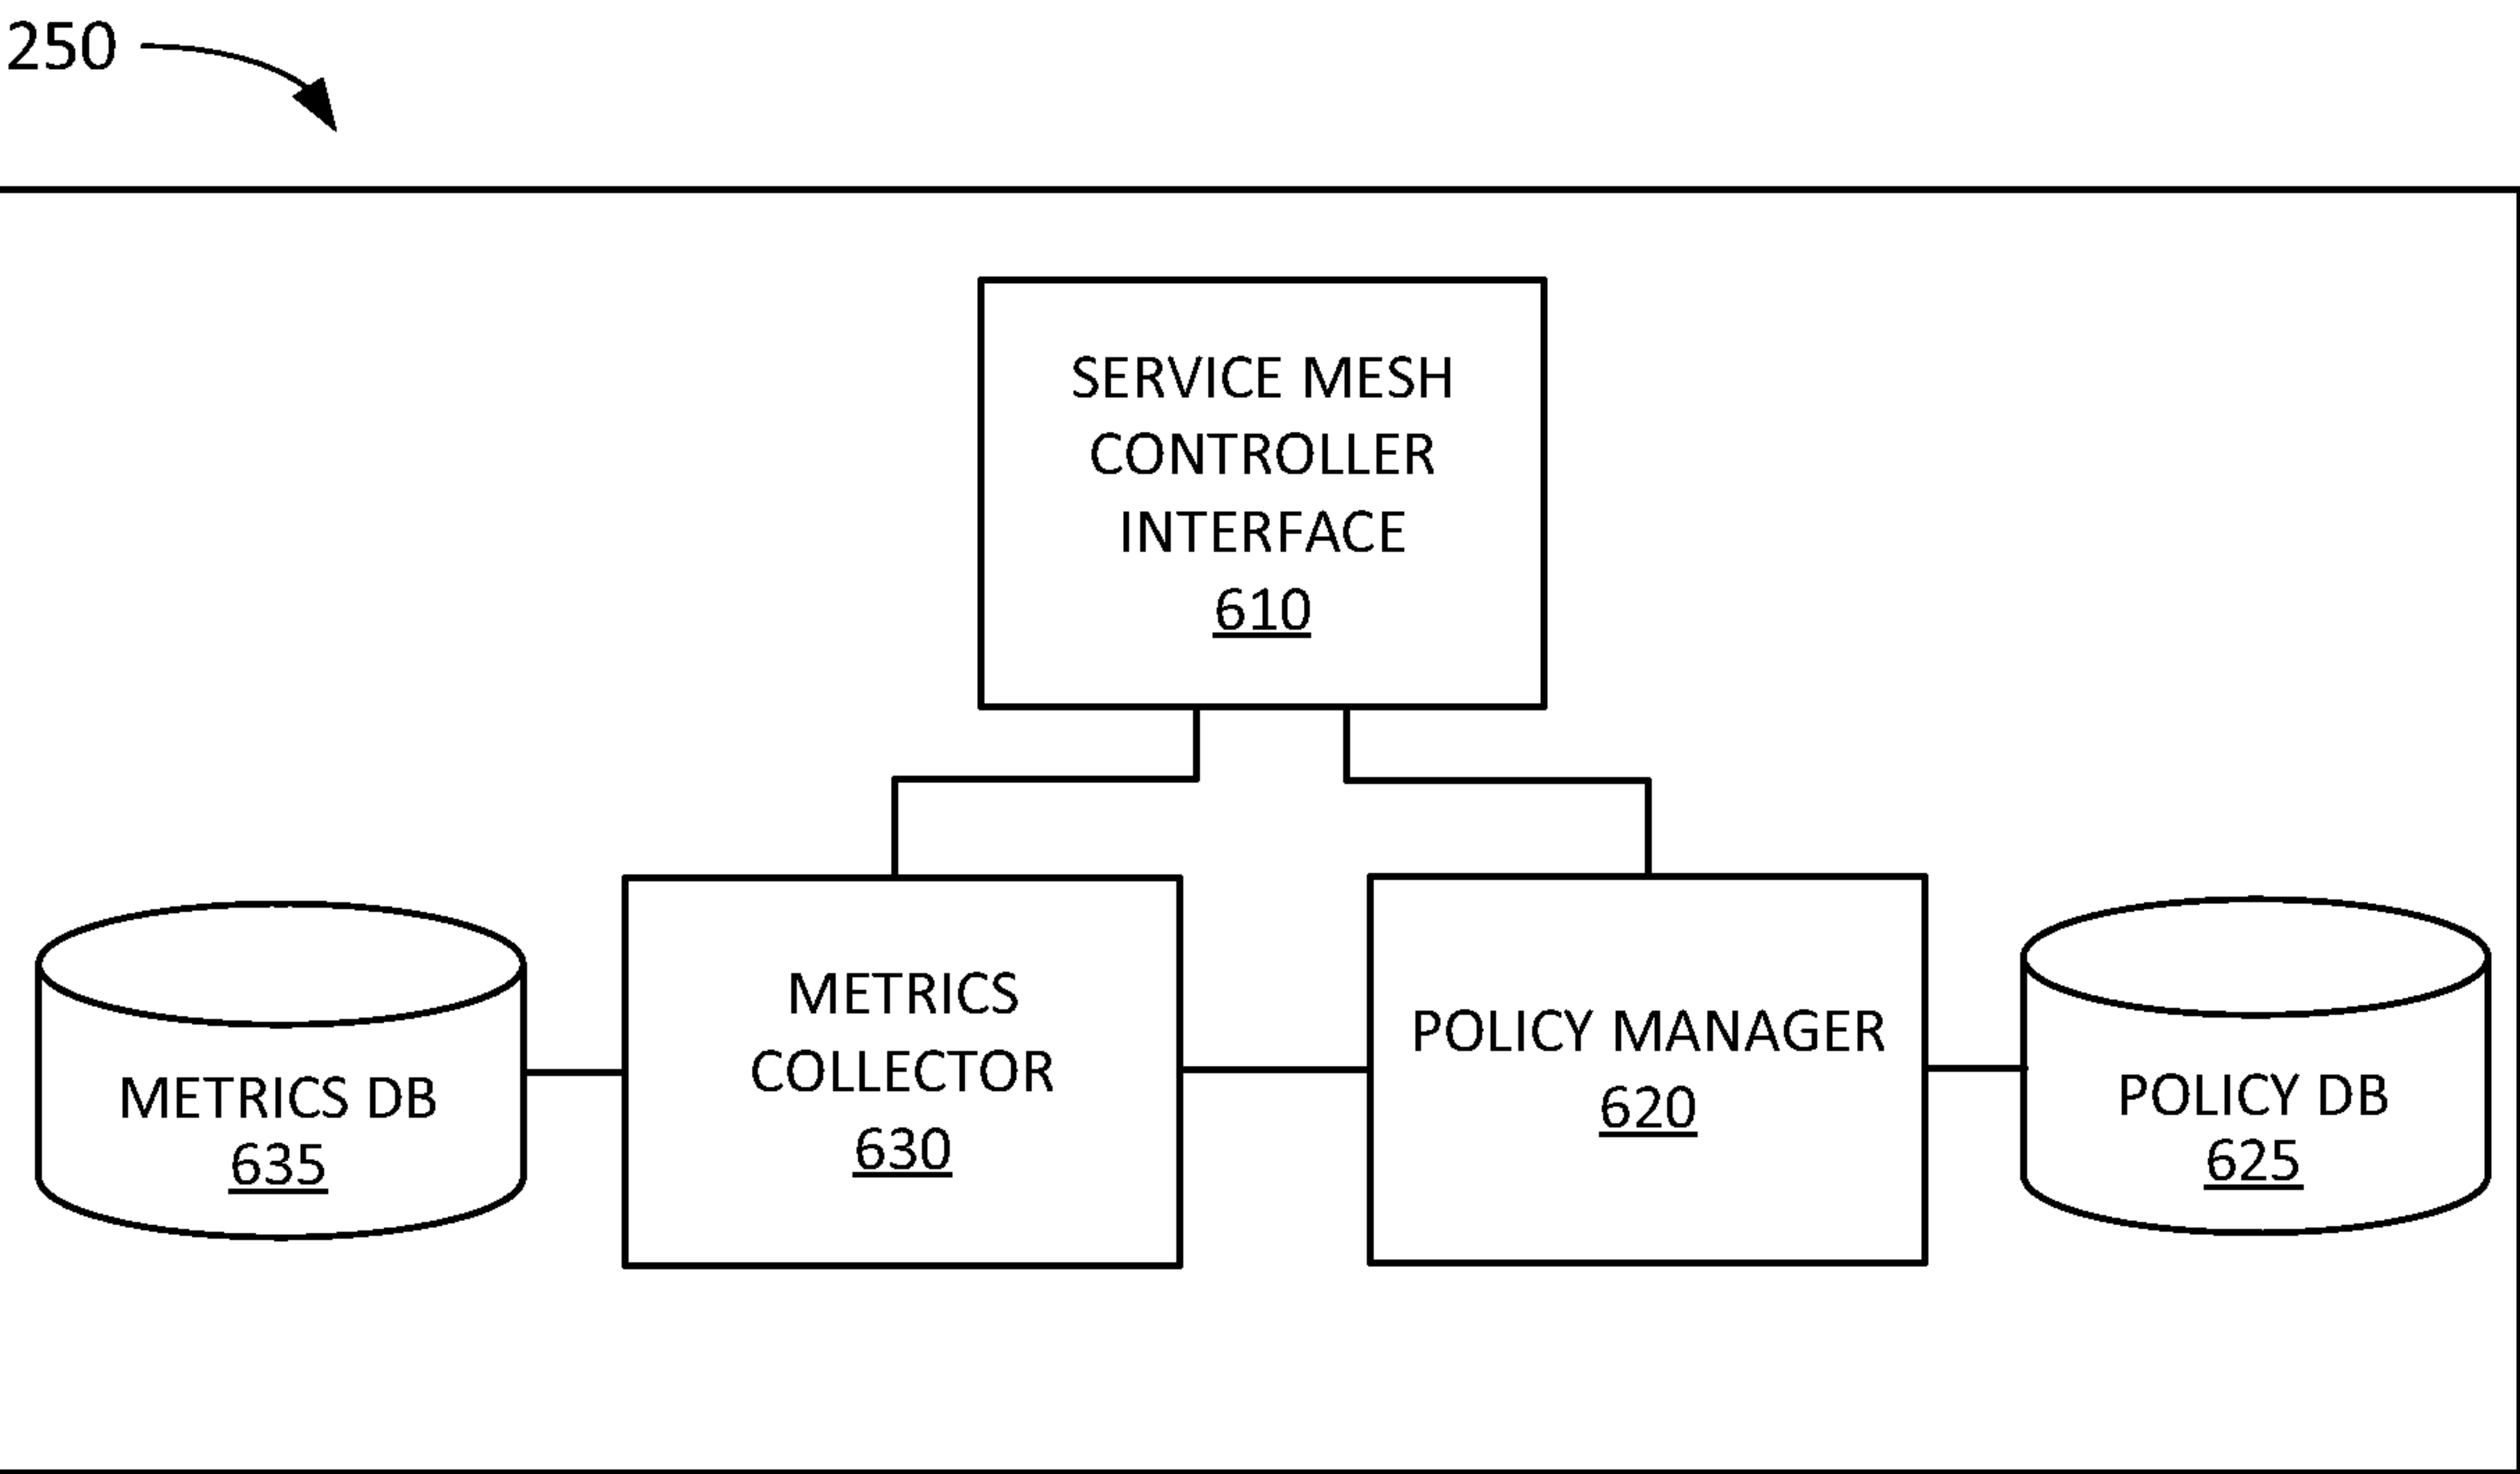 250
SERVICE MESH
CONTROLLER
INTERFACE
610
METRICS DB
635
METRICS
COLLECTOR
630
POLICY MANAGER
620
POLICY DB
625